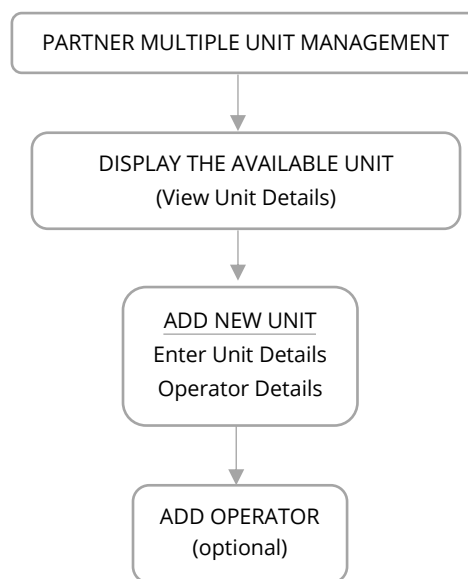 PARTNER MULTIPLE UNIT MANAGEMENT
DISPLAY THE AVAILABLE UNIT
(View Unit Details)
ADD NEW UNIT
Enter Unit Details
Operator Details
ADD OPERATOR
(optional)